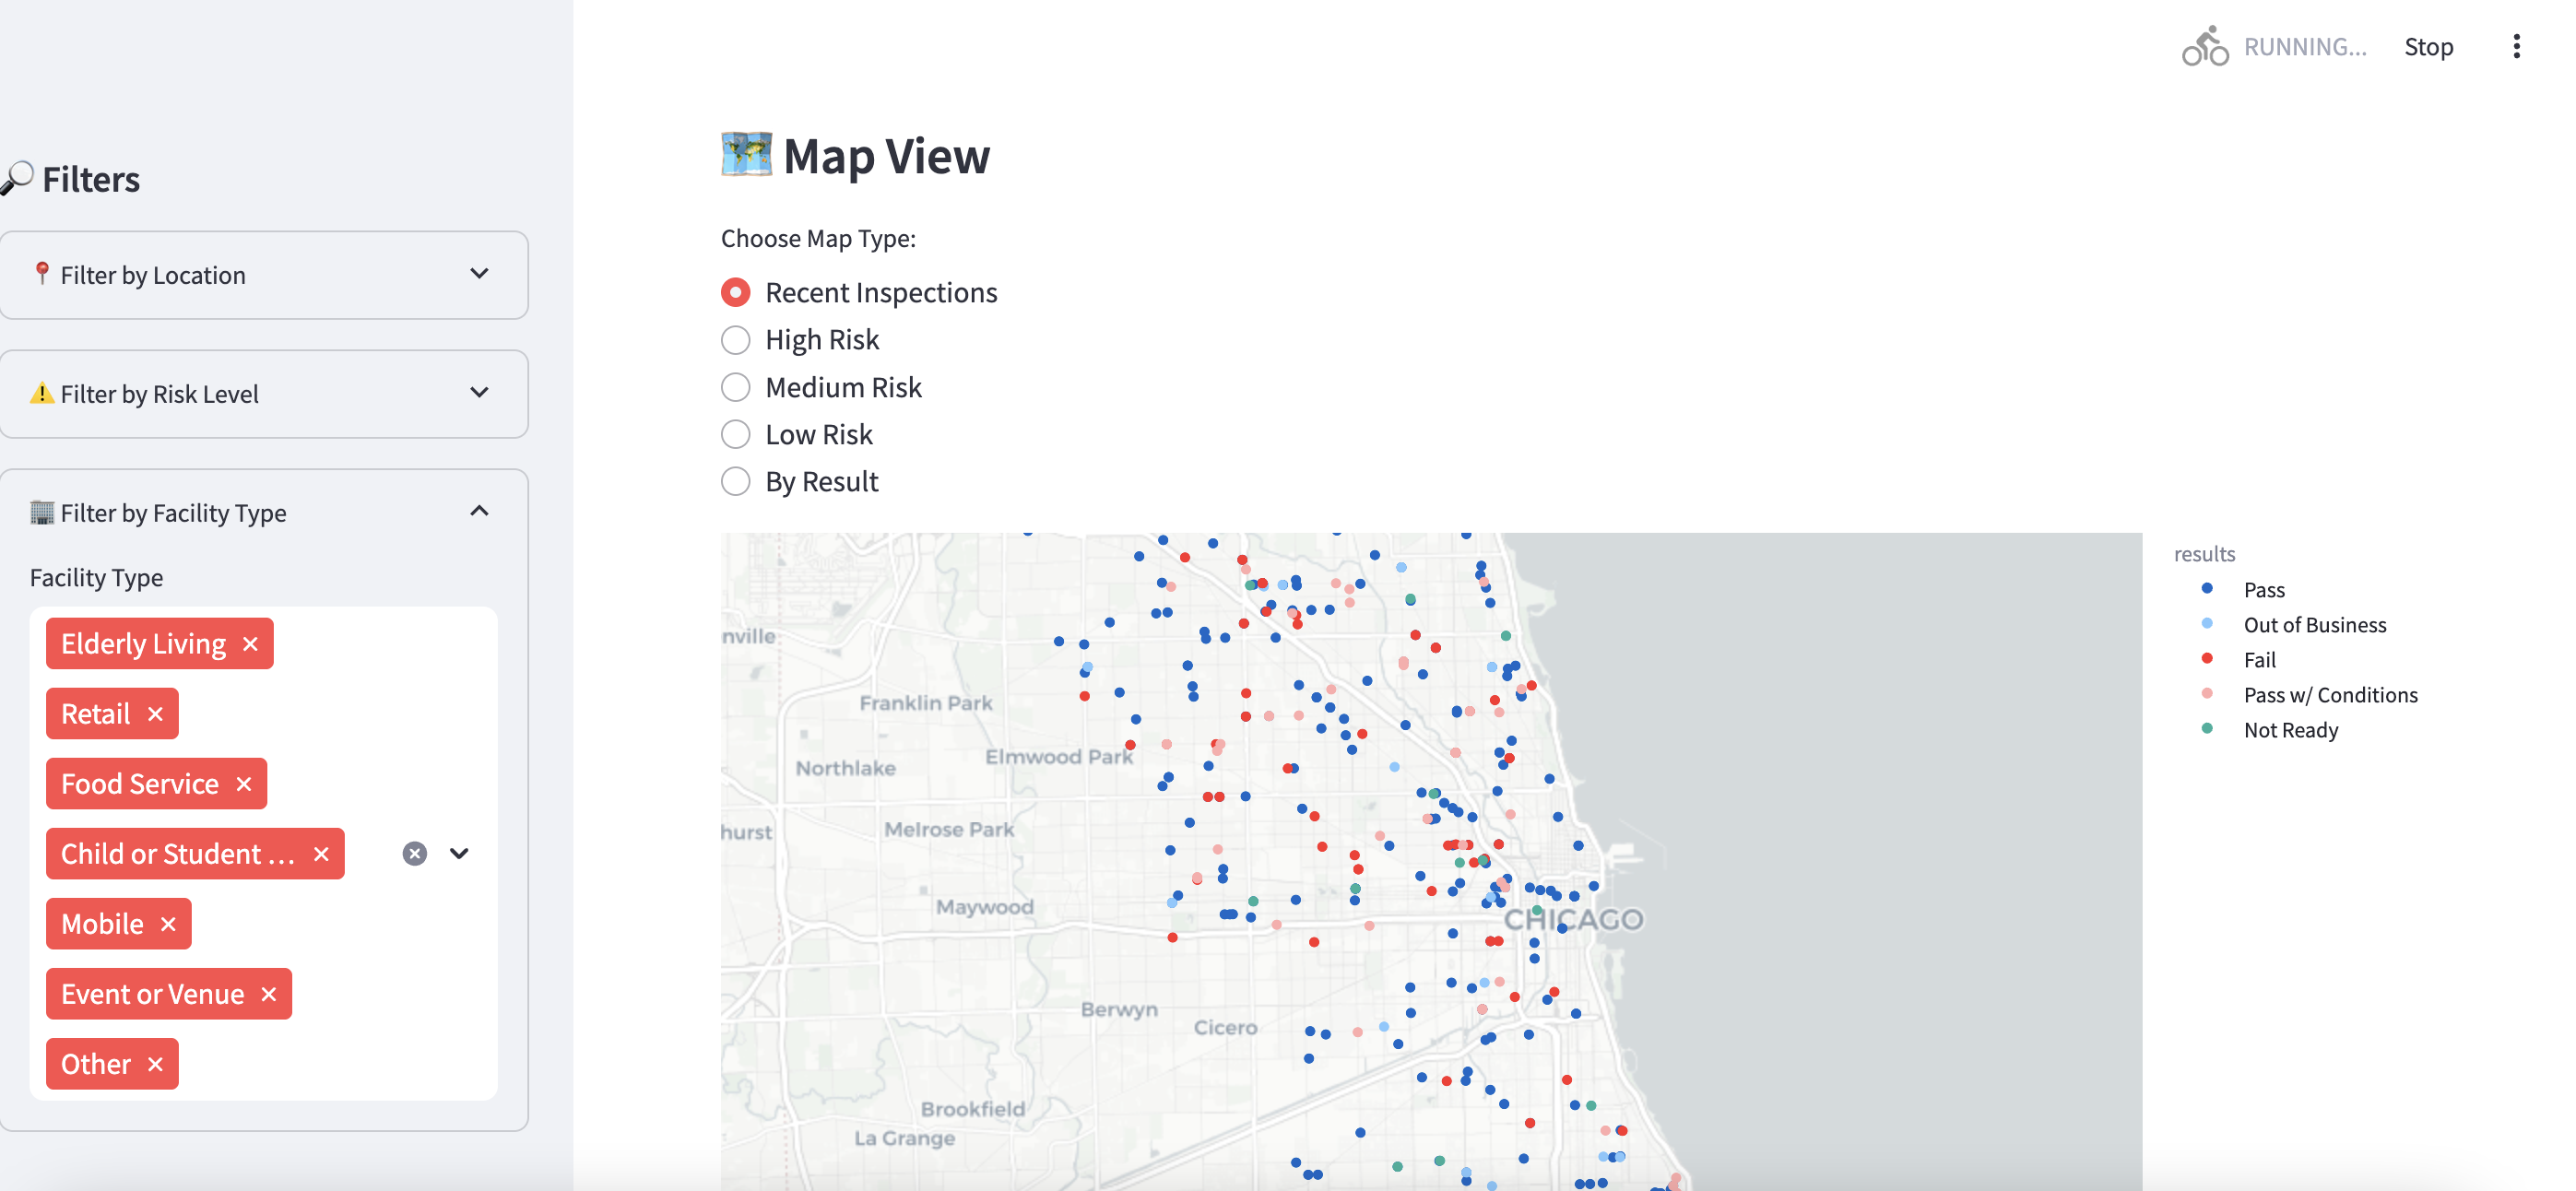 RUNNING...
Stop
Filters
Filter by Location
Filter by Risk Level
Filter by Facility Type
Facility Type
Elderly Living
Retail
Food Service
Child or Student ...
Mobile
Event or Venue
Other
Map View
Choose Map Type:
Recent Inspections
High Risk
Medium Risk
Low Risk
By Result
nville
Franklin Park
Elmwood Park
Northlake
hurst
Melrose Park
Maywood
CHICAGO
Berwyn
Cicero
Brookfield
La Grange
results
Pass
Out of Business
Fail
Pass w/ Conditions
Not Ready